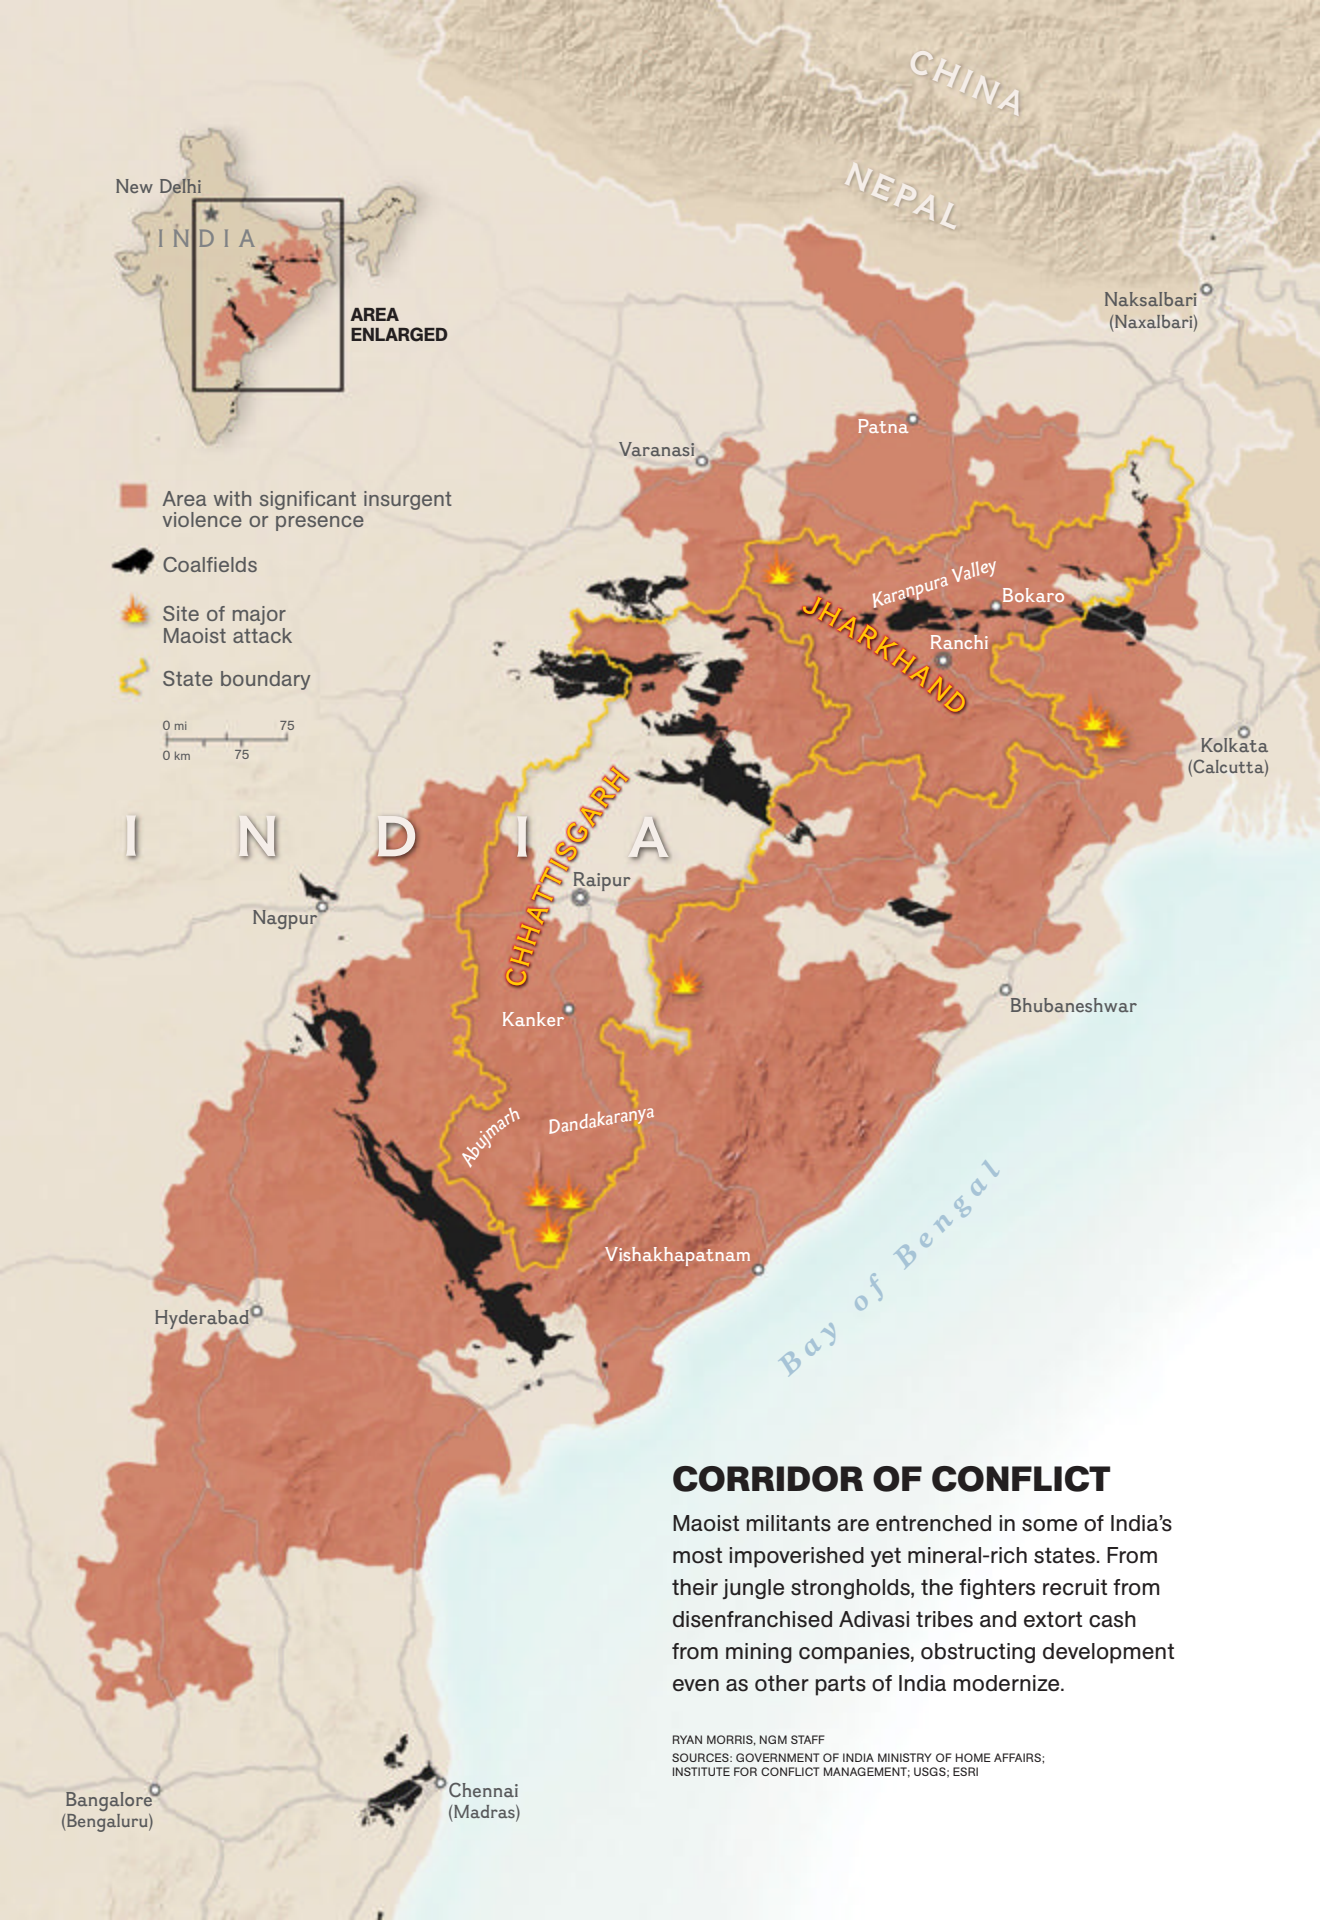 CHINA
NEPAL
New Delhi
INDIA
AREA
ENLARGED
Naksalbari
(Naxalbari)
Patna
Varanasi
Area with significant insurgent
violence or presence
Coalfields
Site of major
Maoist attack
State boundary
0 mi 75
0 km 75
Karanpura Valley
Bokaro
JHARKHAND
Ranchi
Kolkata
(Calcutta)
INDIA
CHHATTISGARH
Raipur
Nagpur
Bhubaneshwar
Kanker
Abujmarh
Dandakaranya
Vishakhapatnam
Bay of Bengal
Hyderabad
CORRIDOR OF CONFLICT
Maoist militants are entrenched in some of India’s
most impoverished yet mineral-rich states. From
their jungle strongholds, the fighters recruit from
disenfranchised Adivasi tribes and extort cash
from mining companies, obstructing development
even as other parts of India modernize.
RYAN MORRIS, NGM STAFF
SOURCES: GOVERNMENT OF INDIA MINISTRY OF HOME AFFAIRS;
INSTITUTE FOR CONFLICT MANAGEMENT; USGS; ESRI
Bangalore
(Bengaluru)
Chennai
(Madras)